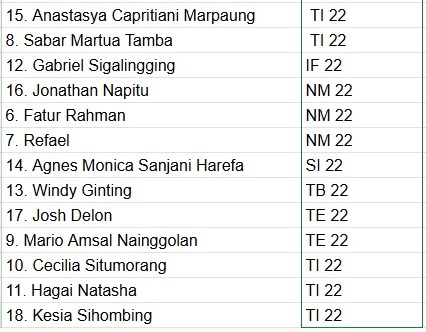 15. Anastasya Capritiani Marpaung TI 22
8. Sabar Martua Tamba TI 22
12. Gabriel Sigalingging IF 22
16. Jonathan Napitu NM 22
6. Fatur Rahman NM 22
7. Refael NM 22
14. Agnes Monica Sanjani Harefa SI 22
13. Windy Ginting TB 22
17. Josh Delon TE 22
9. Mario Amsal Nainggolan TE 22
10. Cecilia Situmorang TI 22
11. Hagai Natasha TI 22
18. Kesia Sihombing TI 22